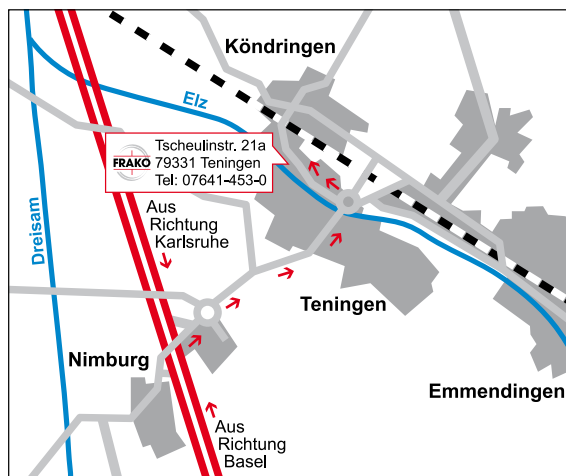 Köndringen
Elz
FRAKO
Tscheulinstr. 21a
79331 Teningen
Tel: 07641-453-0
Aus
Richtung
Karlsruhe
Dreisam
Teningen
Nimburg
Emmendingen
Aus
Richtung
Basel